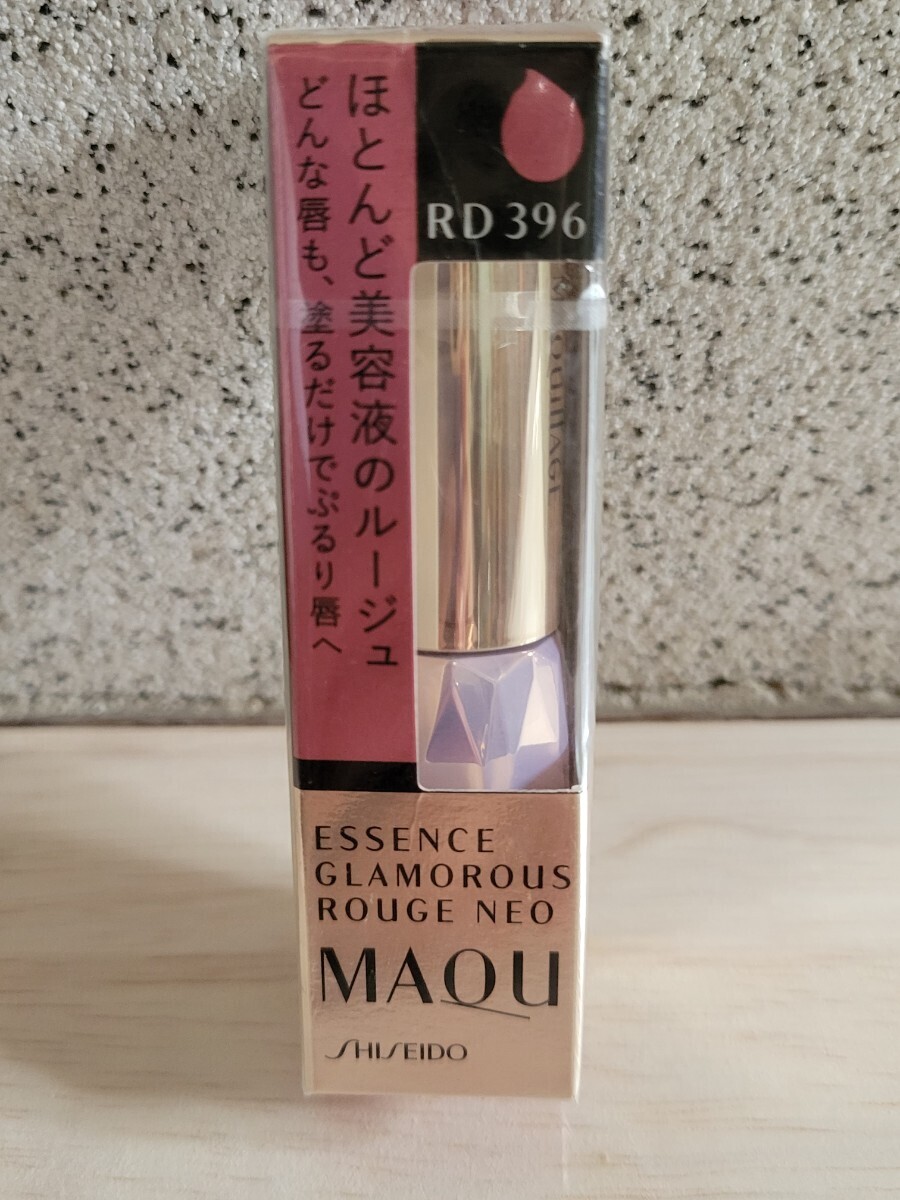 ほとんど美容液のルージュ
どんな唇も、塗るだけでぷるり唇へ
RD 396
ESSENCE
GLAMOROUS
ROUGE NEO
MAQU
SHISEIDO